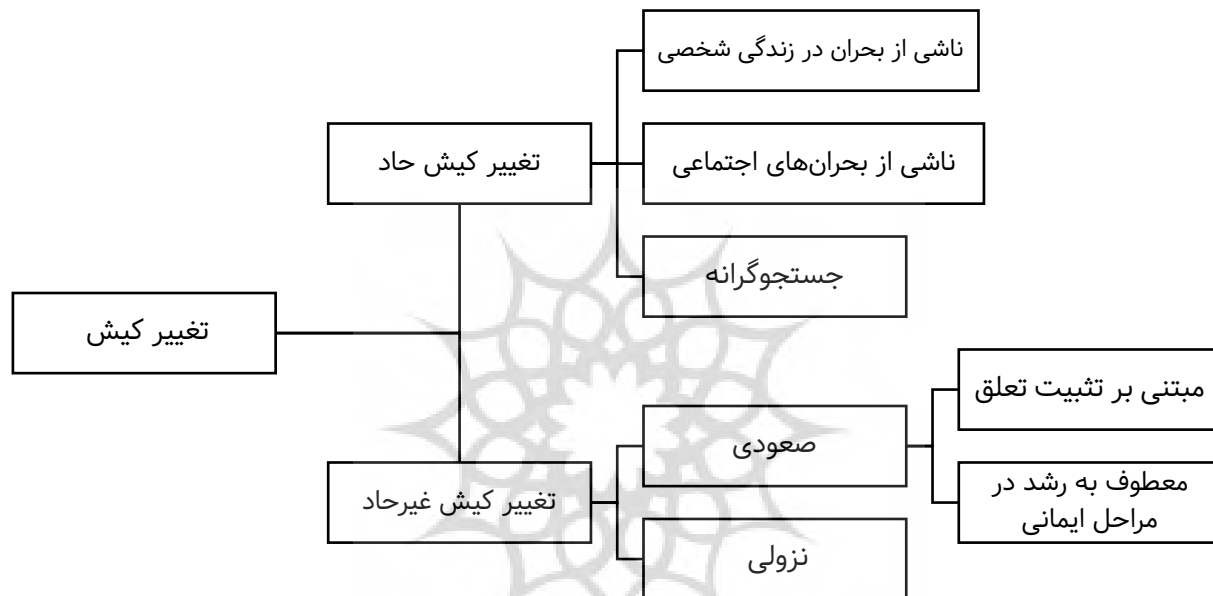 ناشی از بحران در زندگی شخصی
تغییر کیش حاد
ناشی از بحران‌های اجتماعی
جستجوگرانه
تغییر کیش
مبتنی بر تثبیت تعلق
صعودی
معطوف به رشد در
مراحل ایمانی
تغییر کیش غیرحاد
نزولی